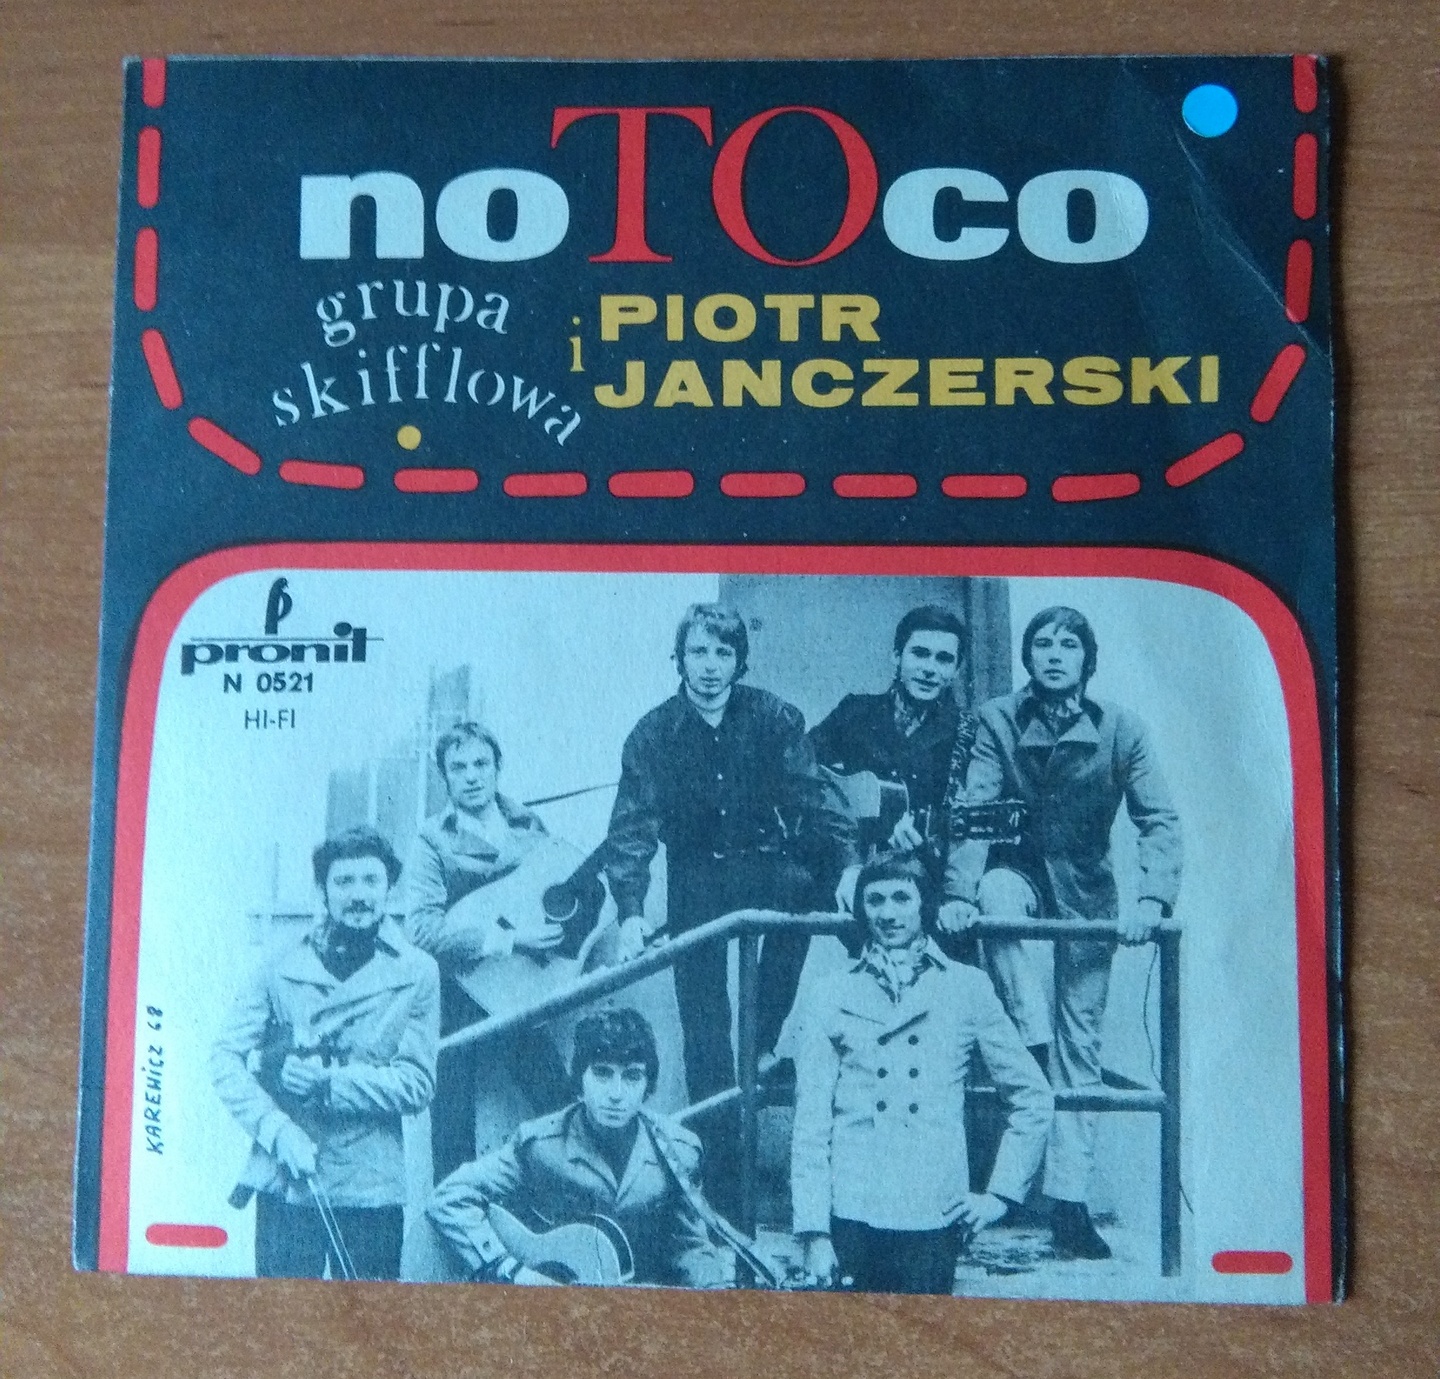 noTOco
grupa
skifflowa
i PIOTR
JANCZERSKI
pronit
N 0521
HI-FI
KAREWICZ 68